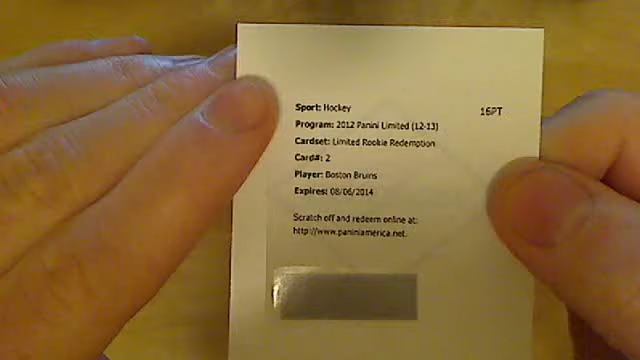 Sport: Hockey
16PT
Program: 2012 Panini Limited (12-13)
Cardset: Limited Rookie Redemption
Card#: 2
Player: Boston Bruins
Expires: 08/06/2014
Scratch off and redeem online at:
http://www.paniniamerica.net.